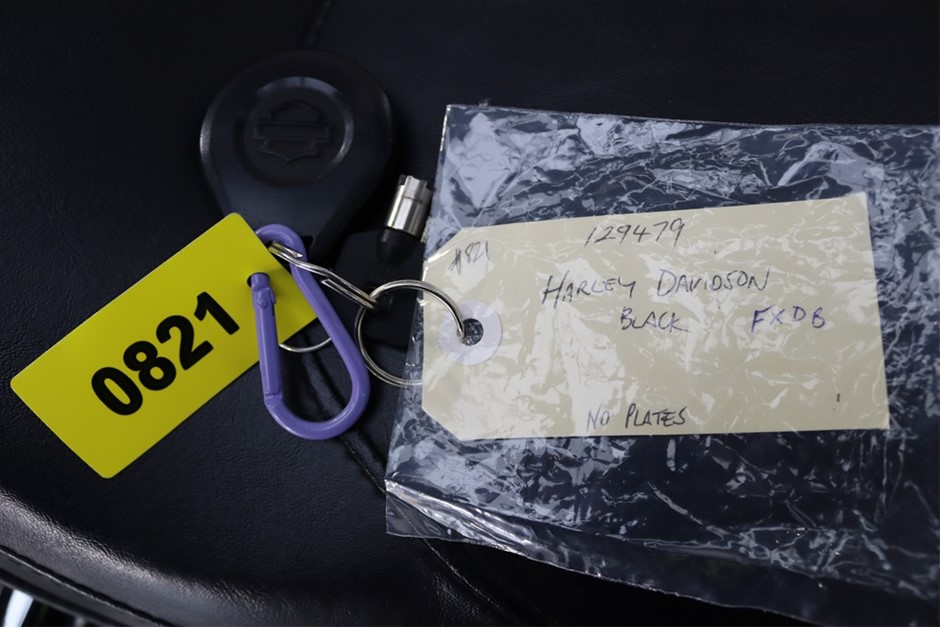 0821
#821
129479
HARLEY DAVIDSON
BLACK FXDB
NO PLATES